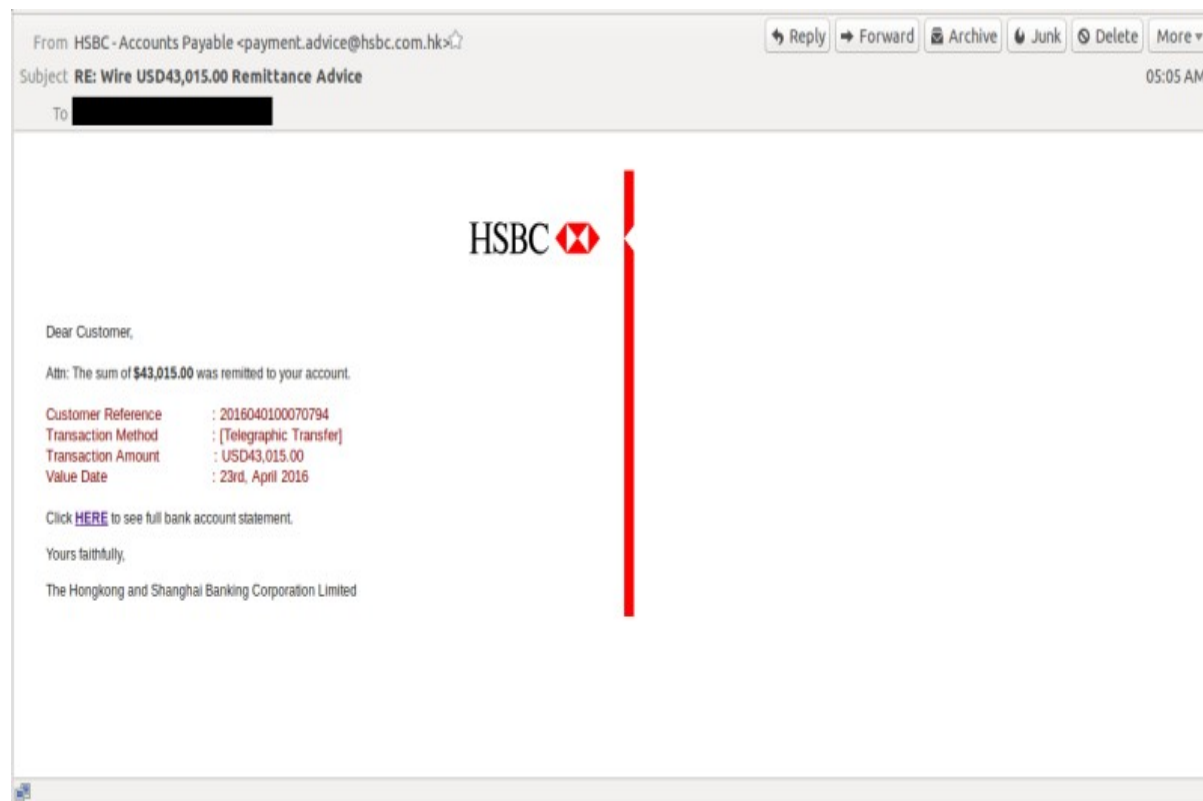 From HSBC - Accounts Payable <payment.advice@hsbc.com.hk>
Reply Forward Archive Junk Delete More
Subject RE: Wire USD43,015.00 Remittance Advice
05:05 AM
To
HSBC
Dear Customer,
Attn: The sum of $43,015.00 was remitted to your account.
Customer Reference : 2016040100070794
Transaction Method : [Telegraphic Transfer]
Transaction Amount : USD43,015.00
Value Date : 23rd, April 2016
Click HERE to see full bank account statement.
Yours faithfully,
The Hongkong and Shanghai Banking Corporation Limited